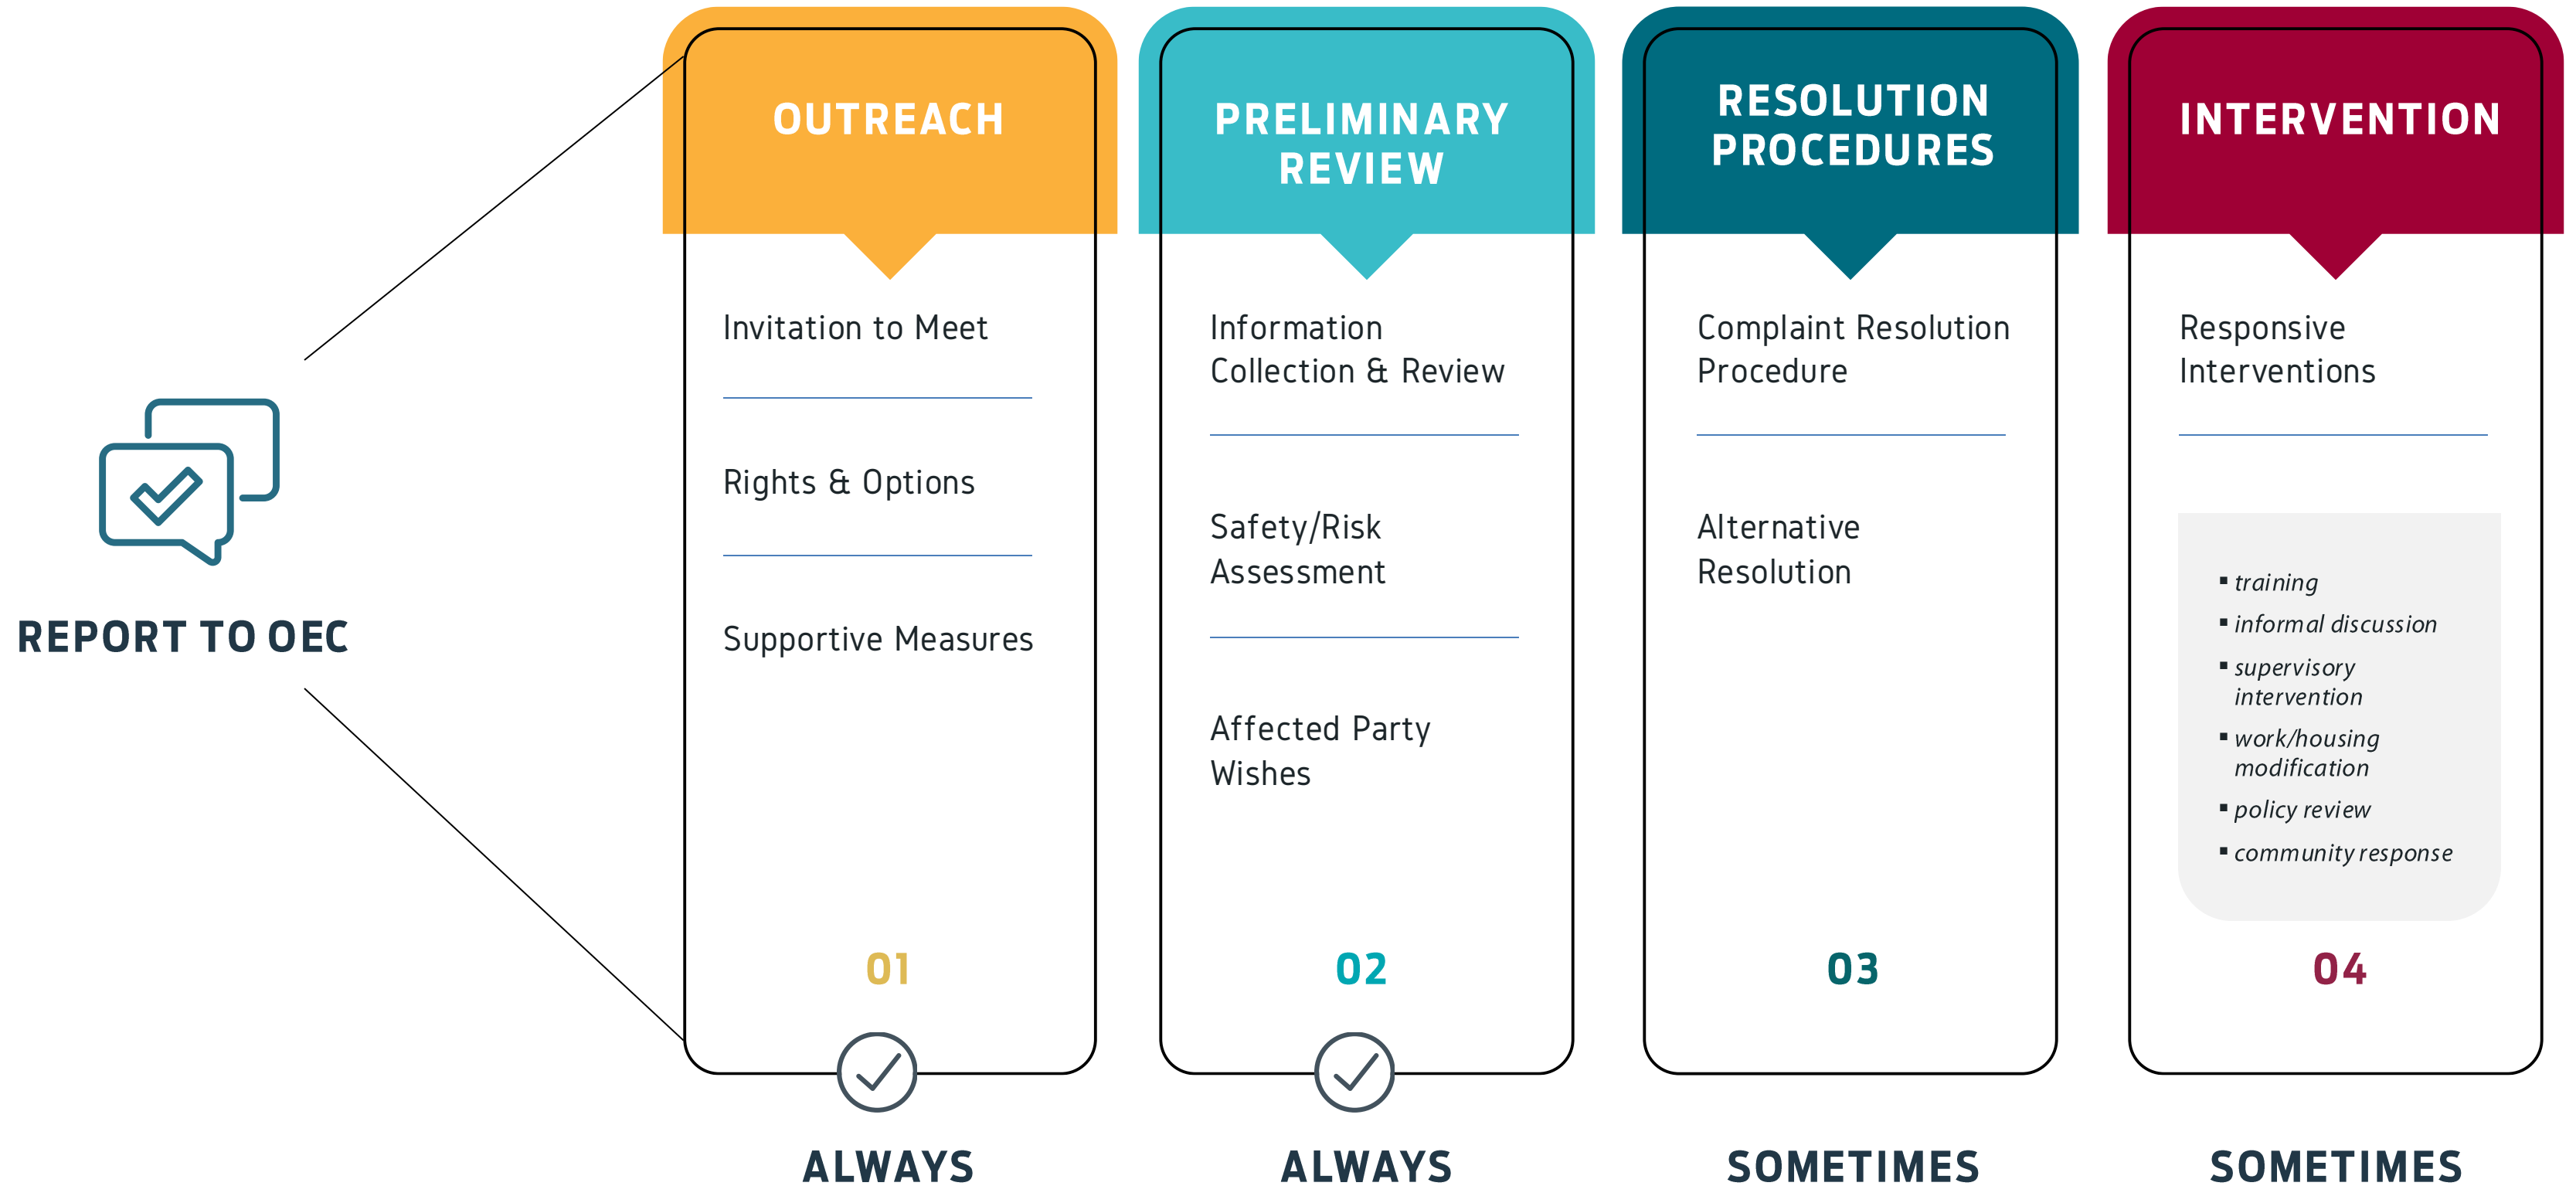 REPORT TO OEC
OUTREACH
Invitation to Meet
Rights & Options
Supportive Measures
01
ALWAYS
PRELIMINARY
REVIEW
Information
Collection & Review
Safety/Risk
Assessment
Affected Party
Wishes
02
ALWAYS
RESOLUTION
PROCEDURES
Complaint Resolution
Procedure
Alternative
Resolution
03
SOMETIMES
INTERVENTION
Responsive
Interventions
▪ training
▪ informal discussion
▪ supervisory
intervention
▪ work/housing
modification
▪ policy review
▪ community response
04
SOMETIMES